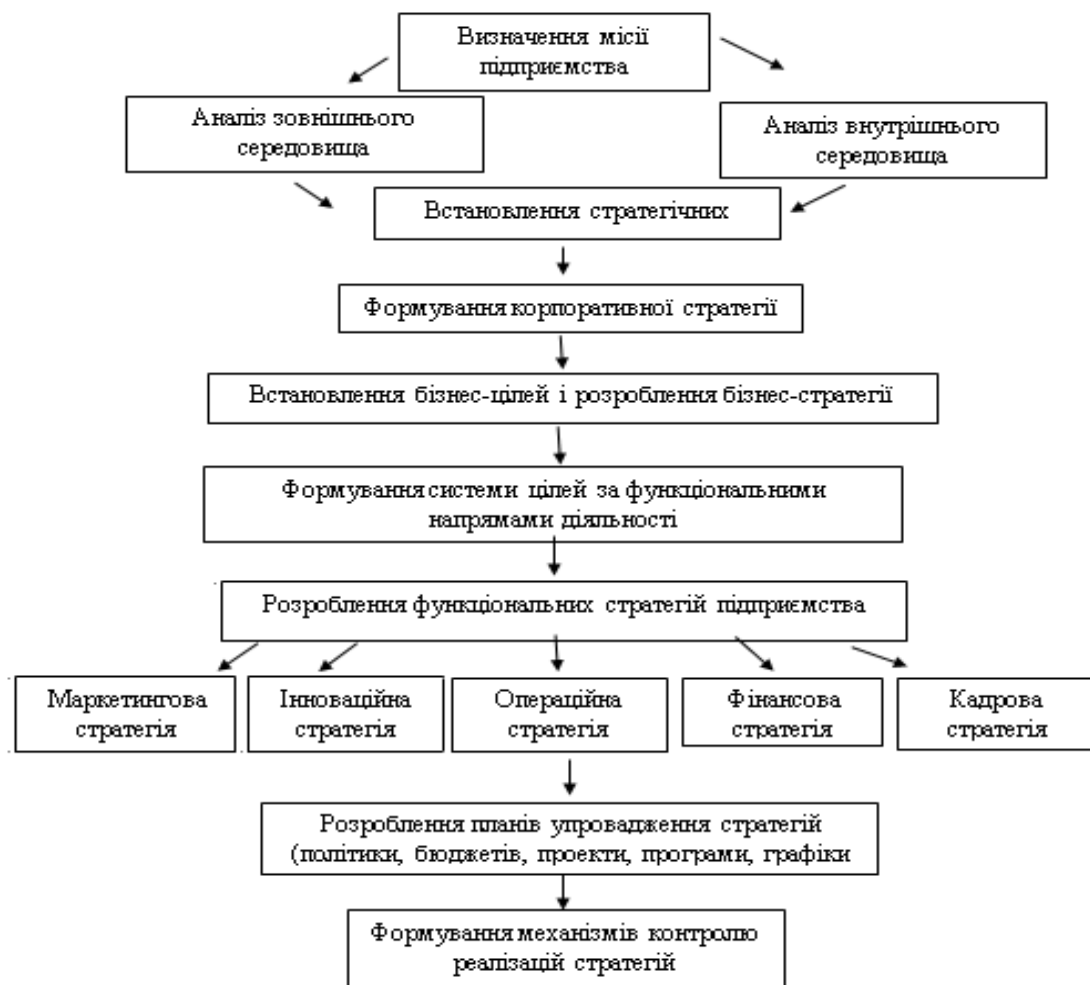 Визначення місії
підприємства
Аналіз зовнішнього
середовища
Аналіз внутрішнього
середовища
Встановлення стратегічних
Формування корпоративної стратегії
Встановлення бізнес-цілей і розроблення бізнес-стратегії
Формування системи цілей за функціональними
напрямами діяльності
Розроблення функціональних стратегій підприємства
Маркетингова
стратегія
Інноваційна
стратегія
Операційна
стратегія
Фінансова
стратегія
Кадрова
стратегія
Розроблення планів упровадження стратегій
(політики, бюджетів, проекти, програми, графіки
Формування механізмів контролю
реалізацій стратегій